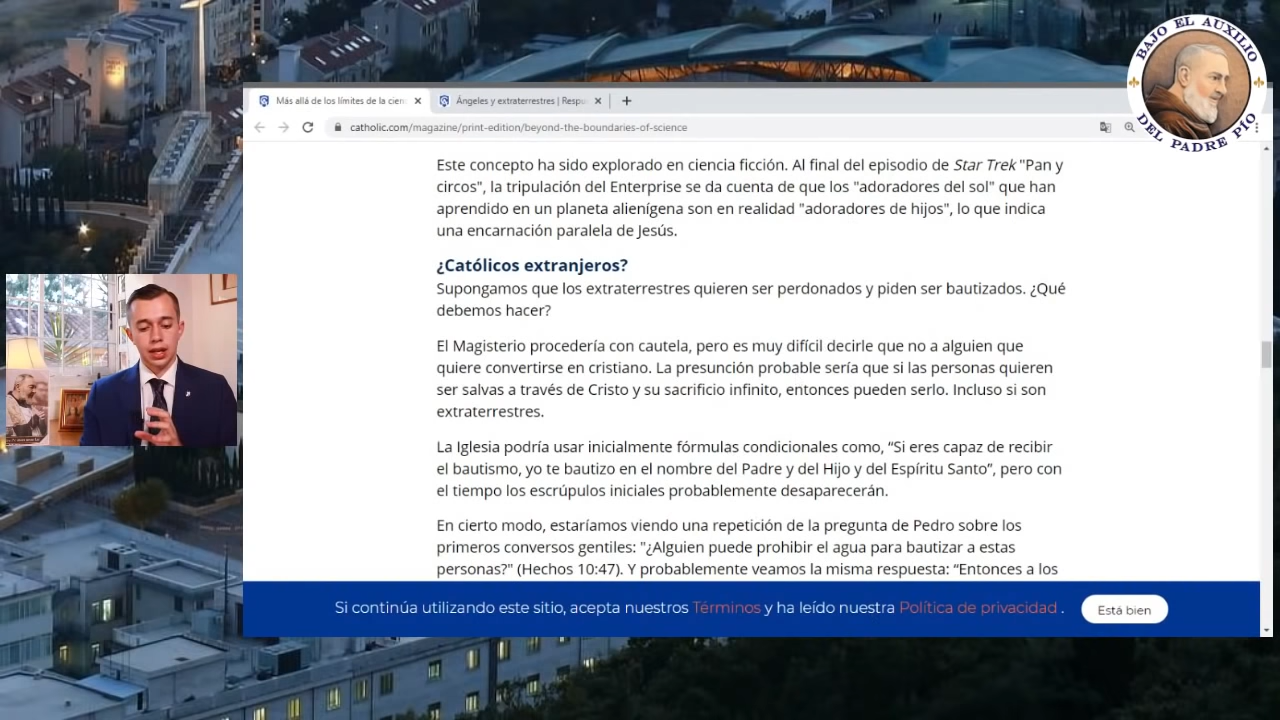 BAJO EL AUXILIO
DEL PADRE PÍO
Más allá de los límites de la cien
Ángeles y extraterrestres | Respu
catholic.com/magazine/print-edition/beyond-the-boundaries-of-science
Este concepto ha sido explorado en ciencia ficción. Al final del episodio de Star Trek "Pan y
circos", la tripulación del Enterprise se da cuenta de que los "adoradores del sol" que han
aprendido en un planeta alienígena son en realidad "adoradores de hijos", lo que indica
una encarnación paralela de Jesús.
¿Católicos extranjeros?
Supongamos que los extraterrestres quieren ser perdonados y piden ser bautizados. ¿Qué
debemos hacer?
El Magisterio procedería con cautela, pero es muy difícil decirle que no a alguien que
quiere convertirse en cristiano. La presunción probable sería que si las personas quieren
ser salvas a través de Cristo y su sacrificio infinito, entonces pueden serlo. Incluso si son
extraterrestres.
La Iglesia podría usar inicialmente fórmulas condicionales como, “Si eres capaz de recibir
el bautismo, yo te bautizo en el nombre del Padre y del Hijo y del Espíritu Santo”, pero con
el tiempo los escrúpulos iniciales probablemente desaparecerán.
En cierto modo, estaríamos viendo una repetición de la pregunta de Pedro sobre los
primeros conversos gentiles: "¿Alguien puede prohibir el agua para bautizar a estas
personas?" (Hechos 10:47). Y probablemente veamos la misma respuesta: “Entonces a los
Si continúa utilizando este sitio, acepta nuestros Términos y ha leído nuestra Política de privacidad .
Está bien